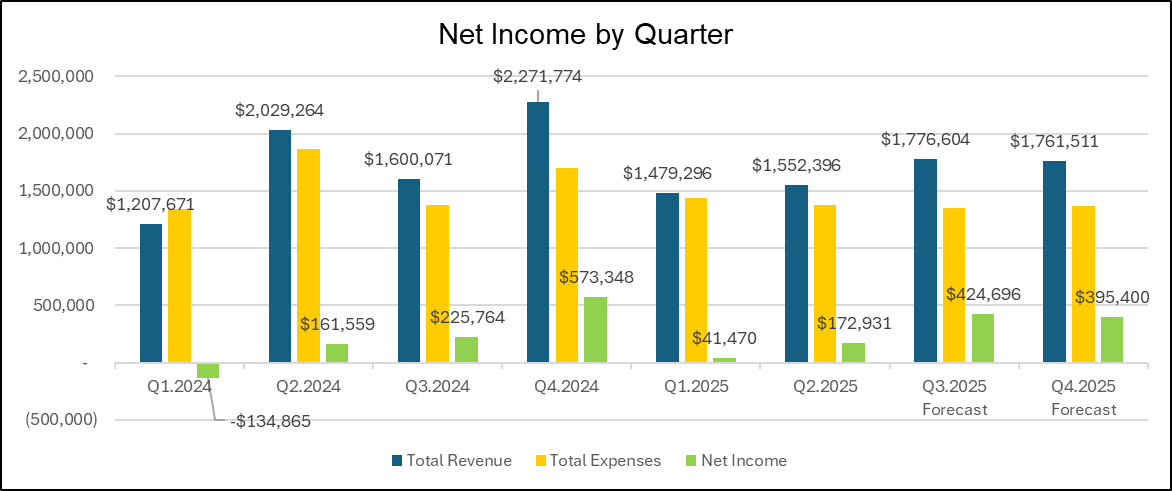 Net Income by Quarter
2,500,000
2,000,000
1,500,000
1,000,000
500,000
-
(500,000)
$1,207,671
-$134,865
$2,029,264
$161,559
$1,600,071
$225,764
$2,271,774
$573,348
$1,479,296
$41,470
$1,552,396
$172,931
$1,776,604
$424,696
$1,761,511
$395,400
Q1.2024
Q2.2024
Q3.2024
Q4.2024
Q1.2025
Q2.2025
Q3.2025
Forecast
Q4.2025
Forecast
Total Revenue
Total Expenses
Net Income